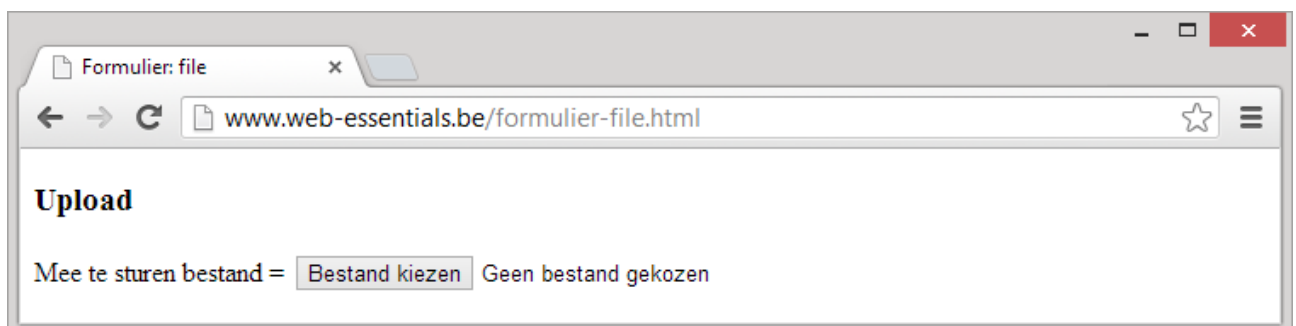 Formulier: file
www.web-essentials.be/formulier-file.html
Upload
Mee te sturen bestand = Bestand kiezen Geen bestand gekozen